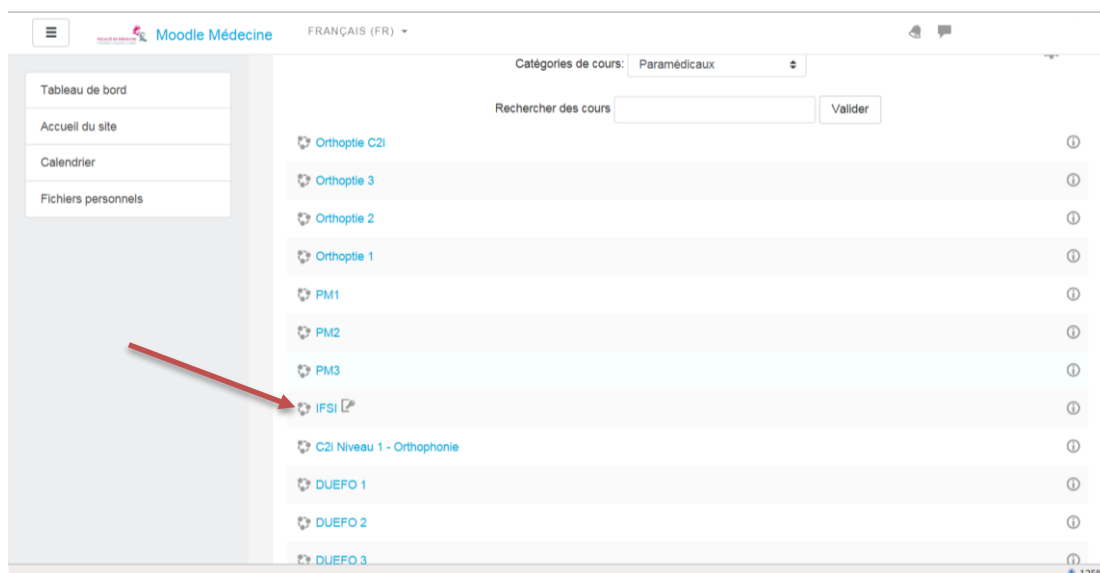 Moodle Médecine FRANÇAIS (FR)
Catégories de cours: Paramédicaux
Tableau de bord
Rechercher des cours Valider
Accueil du site
Orthoptie C2i
Calendrier
Orthoptie 3
Fichiers personnels
Orthoptie 2
Orthoptie 1
PM1
PM2
PM3
IFSI
C2i Niveau 1 - Orthophonie
DUEFO 1
DUEFO 2
DUEFO 3